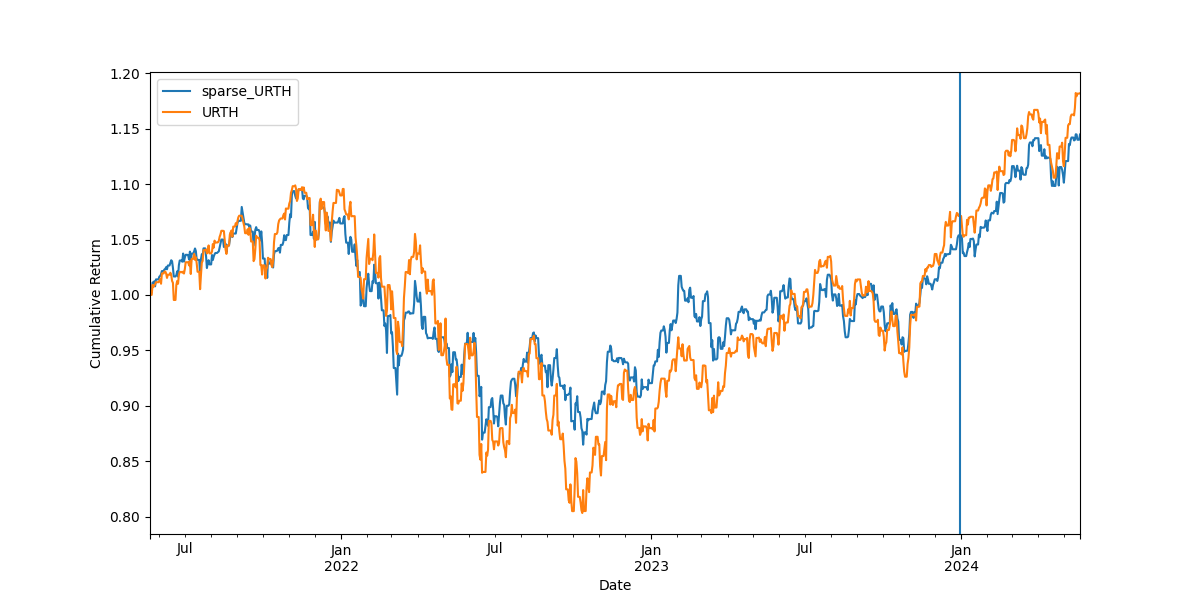 1.20
1.15
1.10
1.05
1.00
0.95
0.90
0.85
0.80
Cumulative Return
sparse_URTH
URTH
Jul
Jan
2022
Jul
Jan
2023
Jul
Jan
2024
Date